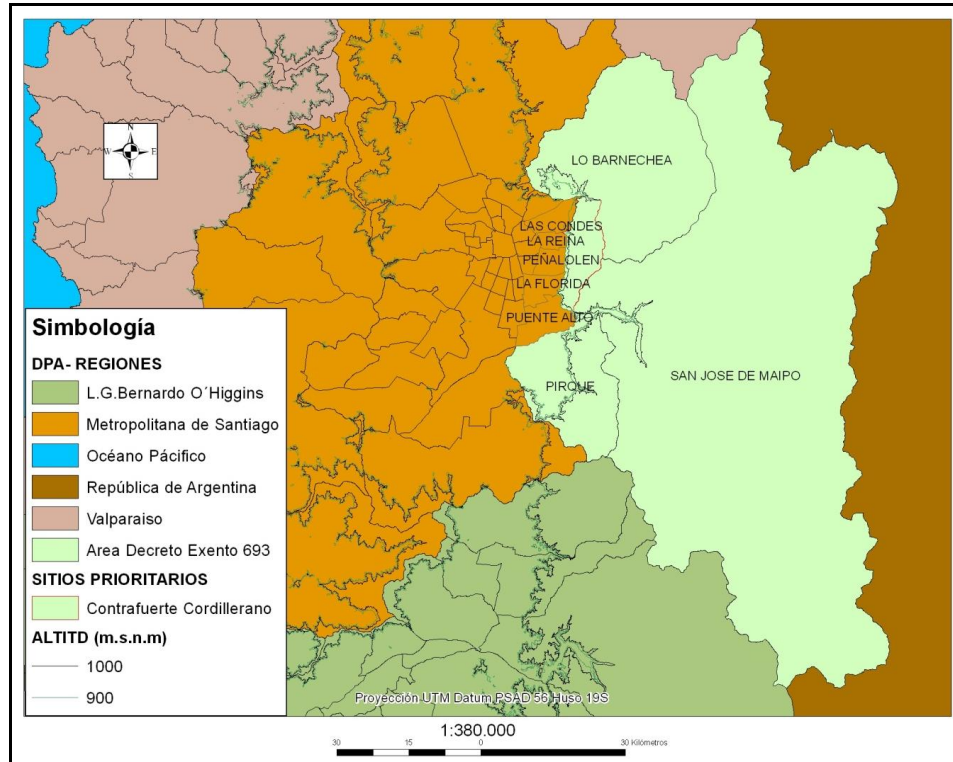 N
W E
S
LO BARNECHEA
LAS CONDES
LA REIÑA
PEÑALOLEN
LA FLORIDA
PUENTE ALTO
PIRQUE
SAN JOSE DE MAIPO
Simbología
DPA- REGIONES
L.G.Bernardo O´Higgins
Metropolitana de Santiago
Océano Pácifico
República de Argentina
Valparaiso
Area Decreto Exento 693
SITIOS PRIORITARIOS
Contrafuerte Cordillerano
ALTITD (m.s.n.m)
1000
900
Proyección UTM Datum PSAD 56 Huso 19S
1:380.000
30 15 0 30 Kilómetros